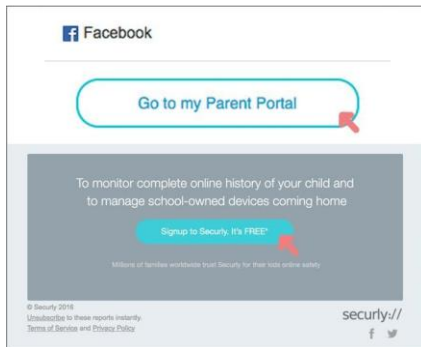 Facebook
Go to my Parent Portal
To monitor complete online history of your child and
to manage school-owned devices coming home
Signup to Securly. It's FREE*
Millions of families worldwide trust Securly for their kids online safety
© Securly 2016
Unsubscribe to these reports instantly.
Terms of Service and Privacy Policy
securly://